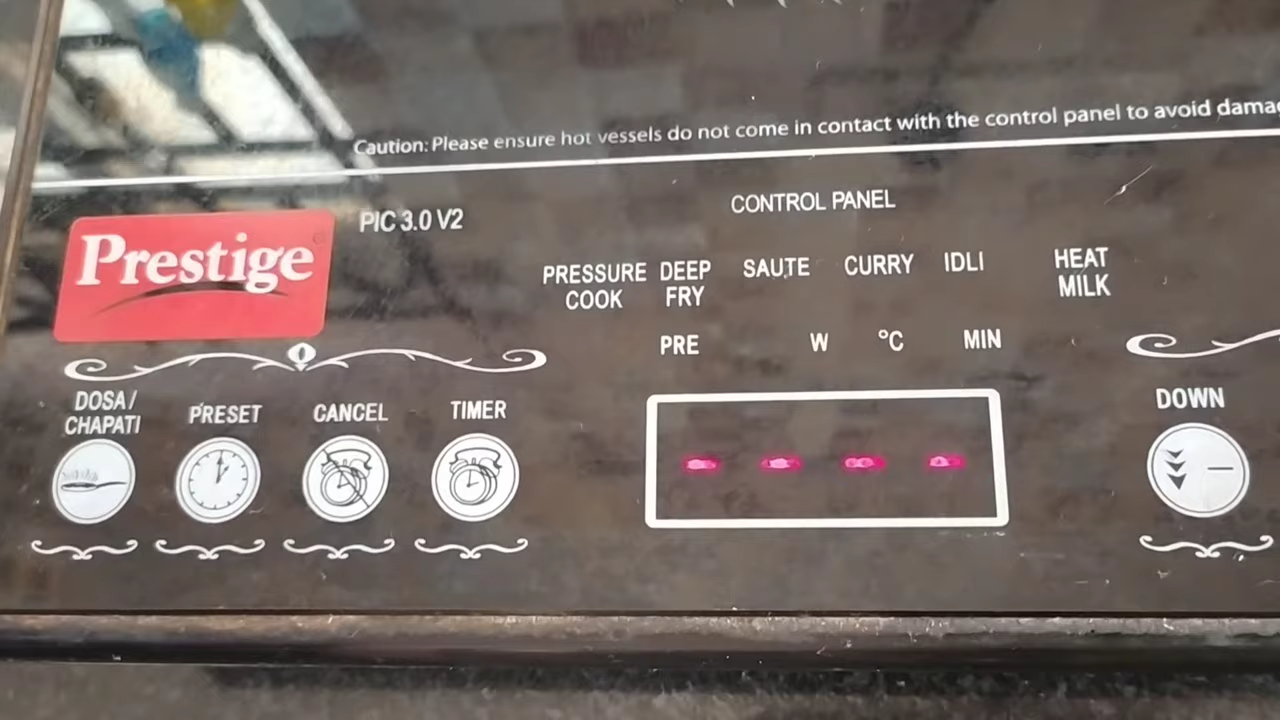 Caution: Please ensure hot vessels do not come in contact with the control panel to avoid
Prestige
PIC 3.0 V2
CONTROL PANEL
PRESSURE COOK
DEEP FRY
SAUTE
CURRY
IDLI
HEAT MILK
PRE W °C MIN
DOSA/ CHAPATI
PRESET
CANCEL
TIMER
- - - -
DOWN